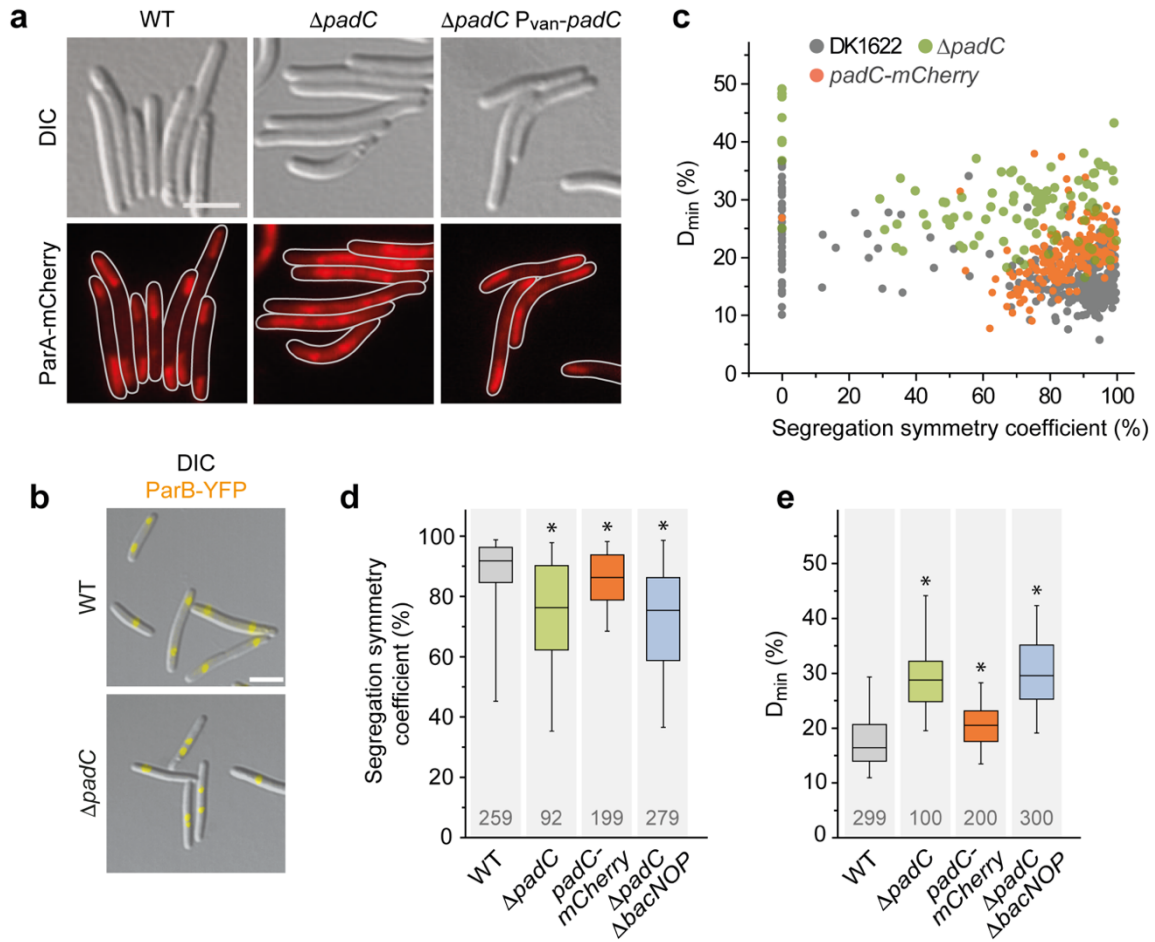 a
WT
ΔpadC
ΔpadC Pvan-padC
DIC
ParA-mCherry
b
DIC
ParB-YFP
WT
ΔpadC
c
DK1622
ΔpadC
padC-mCherry
Dmin (%)
50
40
30
20
10
0
0 20 40 60 80 100
Segregation symmetry coefficient (%)
d
Segregation symmetry
coefficient (%)
100
80
60
40
20
0
* * *
259 92 199 279
WT
ΔpadC
padC-
mCherry
ΔpadC
ΔbacNOP
e
Dmin (%)
50
40
30
20
10
0
* * *
299 100 200 300
WT
ΔpadC
padC-
mCherry
ΔpadC
ΔbacNOP